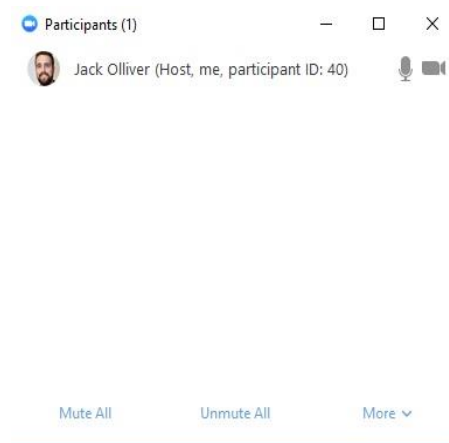 Participants (1)
Jack Olliver (Host, me, participant ID: 40)
Mute All Unmute All More